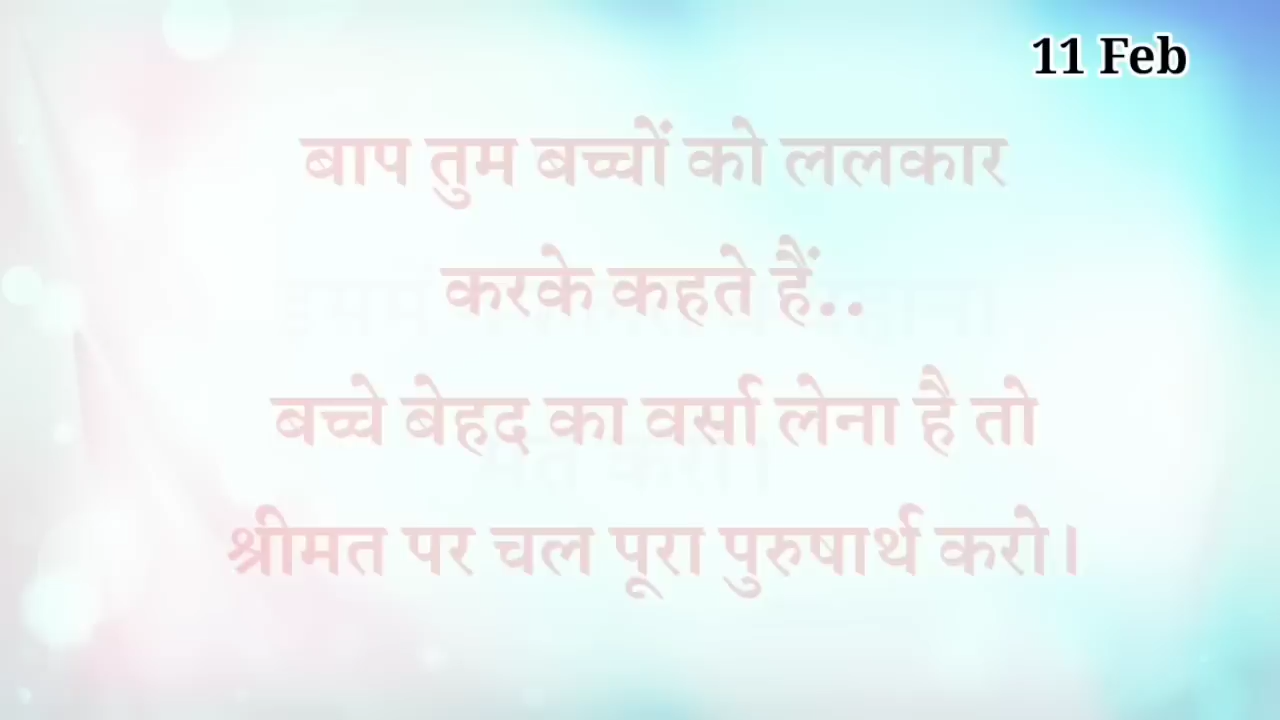 11 Feb
बाप तुम बच्चों को ललकार
करके कहते हैं..
बच्चे बेहद का वर्सा लेना है तो
श्रीमत पर चल पूरा पुरुषार्थ करो।